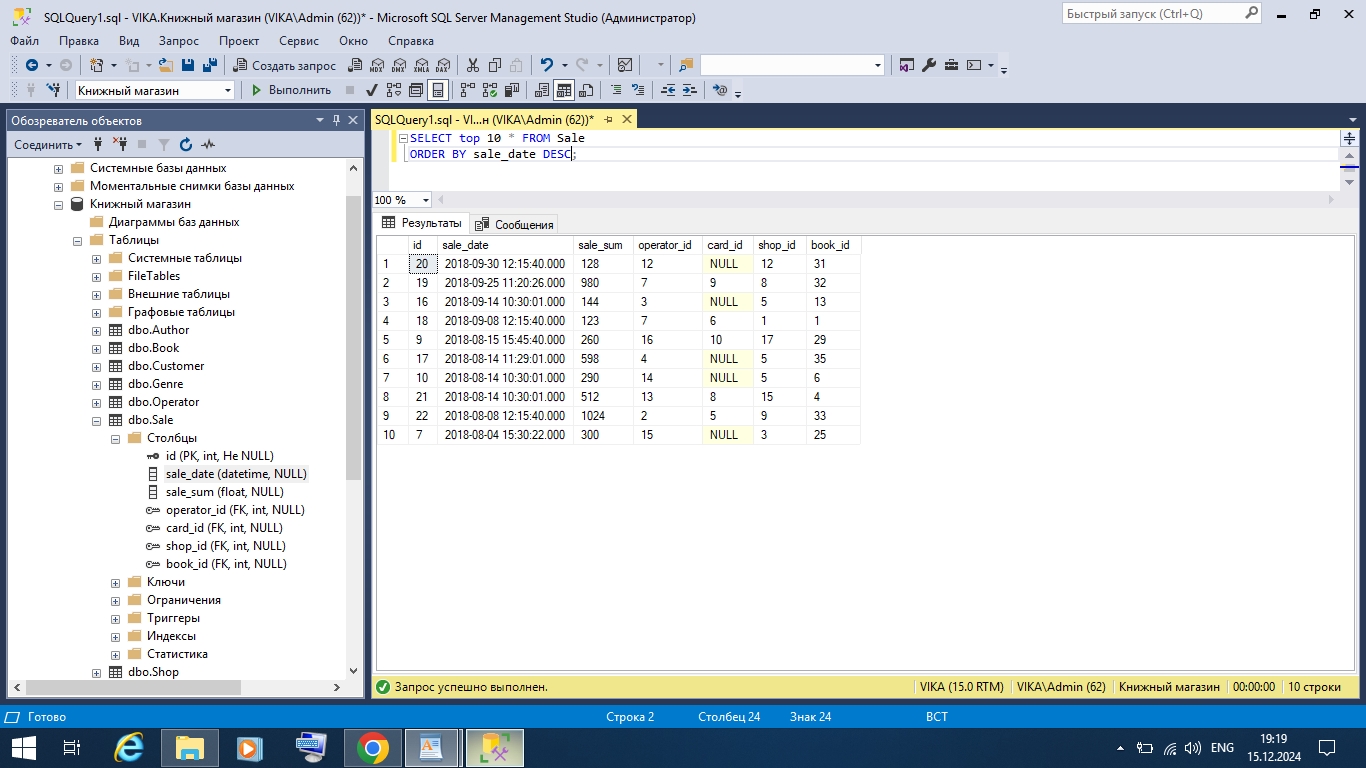 SQLQuery1.sql - VIKA.Книжный магазин (VIKA\Admin (62))* - Microsoft SQL Server Management Studio (Администратор)
Быстрый запуск (Ctrl+Q)
Файл Правка Вид Запрос Проект Сервис Окно Справка
Создать запрос MDX DMX XMLA DAX
Книжный магазин Выполнить
Обозреватель объектов
SQLQuery1.sql - VI...н (VIKA\Admin (62))*
Соединить
Системные базы данных
Моментальные снимки базы данных
Книжный магазин
Диаграммы баз данных
Таблицы
Системные таблицы
FileTables
Внешние таблицы
Графовые таблицы
dbo.Author
dbo.Book
dbo.Customer
dbo.Genre
dbo.Operator
dbo.Sale
Столбцы
id (PK, int, Не NULL)
sale_date (datetime, NULL)
sale_sum (float, NULL)
operator_id (FK, int, NULL)
card_id (FK, int, NULL)
shop_id (FK, int, NULL)
book_id (FK, int, NULL)
Ключи
Ограничения
Триггеры
Индексы
Статистика
dbo.Shop
SELECT top 10 * FROM Sale
ORDER BY sale_date DESC;
100 %
Результаты Сообщения
id sale_date sale_sum operator_id card_id shop_id book_id
1 20 2018-09-30 12:15:40.000 128 12 NULL 12 31
2 19 2018-09-25 11:20:26.000 980 7 9 8 32
3 16 2018-09-14 10:30:01.000 144 3 NULL 5 13
4 18 2018-09-08 12:15:40.000 123 7 6 1 1
5 9 2018-08-15 15:45:40.000 260 16 10 17 29
6 17 2018-08-14 11:29:01.000 598 4 NULL 5 35
7 10 2018-08-14 10:30:01.000 290 14 NULL 5 6
8 21 2018-08-14 10:30:01.000 512 13 8 15 4
9 22 2018-08-08 12:15:40.000 1024 2 5 9 33
10 7 2018-08-04 15:30:22.000 300 15 NULL 3 25
Запрос успешно выполнен. VIKA (15.0 RTM) VIKA\Admin (62) Книжный магазин 00:00:00 10 строки
Готово Строка 2 Столбец 24 Знак 24 ВСТ
ENG 19:19
15.12.2024